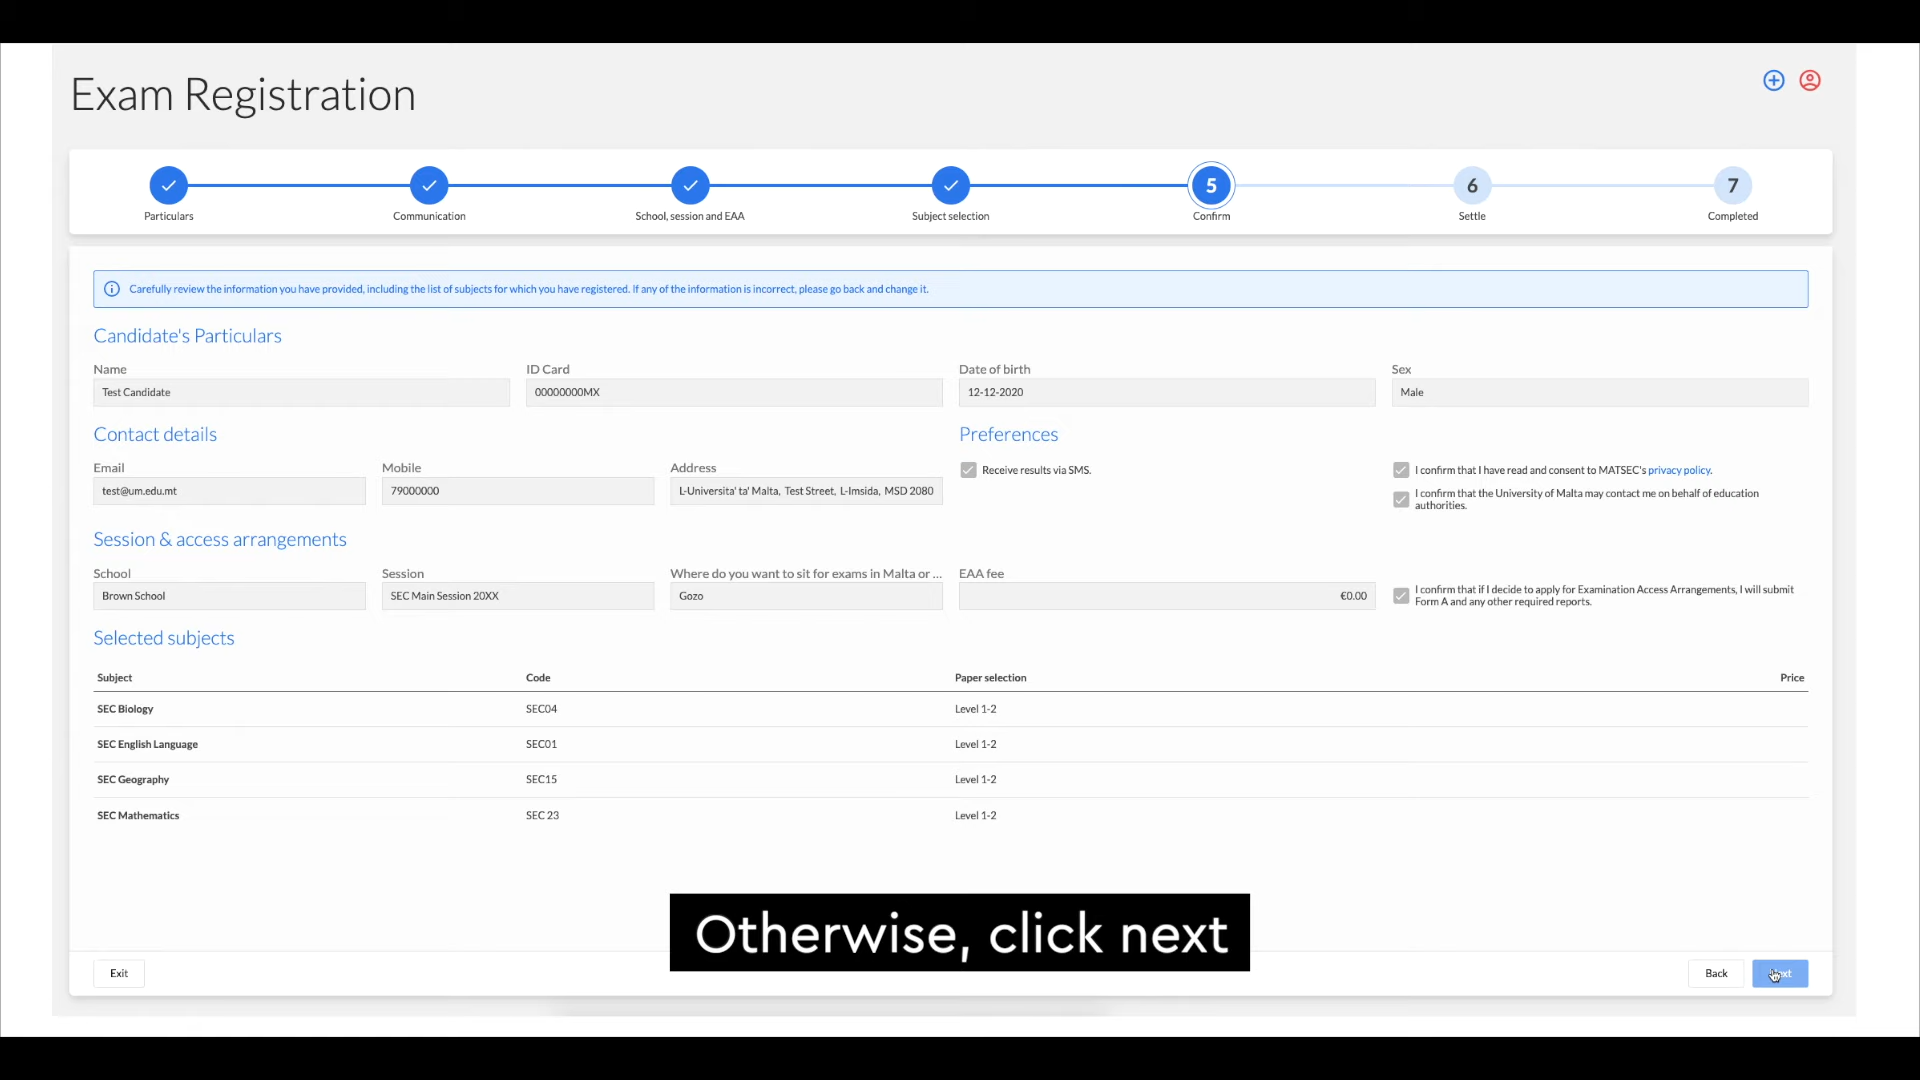 Exam Registration
5
6
7
Particulars
Communication
School, session and EAA
Subject selection
Confirm
Settle
Completed
Carefully review the information you have provided, including the list of subjects for which you have registered. If any of the information is incorrect, please go back and change it.
Candidate's Particulars
Name
ID Card
Date of birth
Sex
Test Candidate
00000000MX
12-12-2020
Male
Contact details
Preferences
Email
Mobile
Address
test@um.edu.mt
79000000
L-Universita' ta' Malta, Test Street, L-Imsida, MSD 2080
Receive results via SMS.
I confirm that I have read and consent to MATSEC's privacy policy.
I confirm that the University of Malta may contact me on behalf of education
authorities.
Session & access arrangements
School
Session
Where do you want to sit for exams in Malta or ...
EAA fee
Brown School
SEC Main Session 20XX
Gozo
€0.00
I confirm that if I decide to apply for Examination Access Arrangements, I will submit
Form A and any other required reports.
Selected subjects
Subject
Code
Paper selection
Price
SEC Biology
SEC04
Level 1-2
SEC English Language
SEC01
Level 1-2
SEC Geography
SEC15
Level 1-2
SEC Mathematics
SEC 23
Level 1-2
Otherwise, click next
Exit
Back